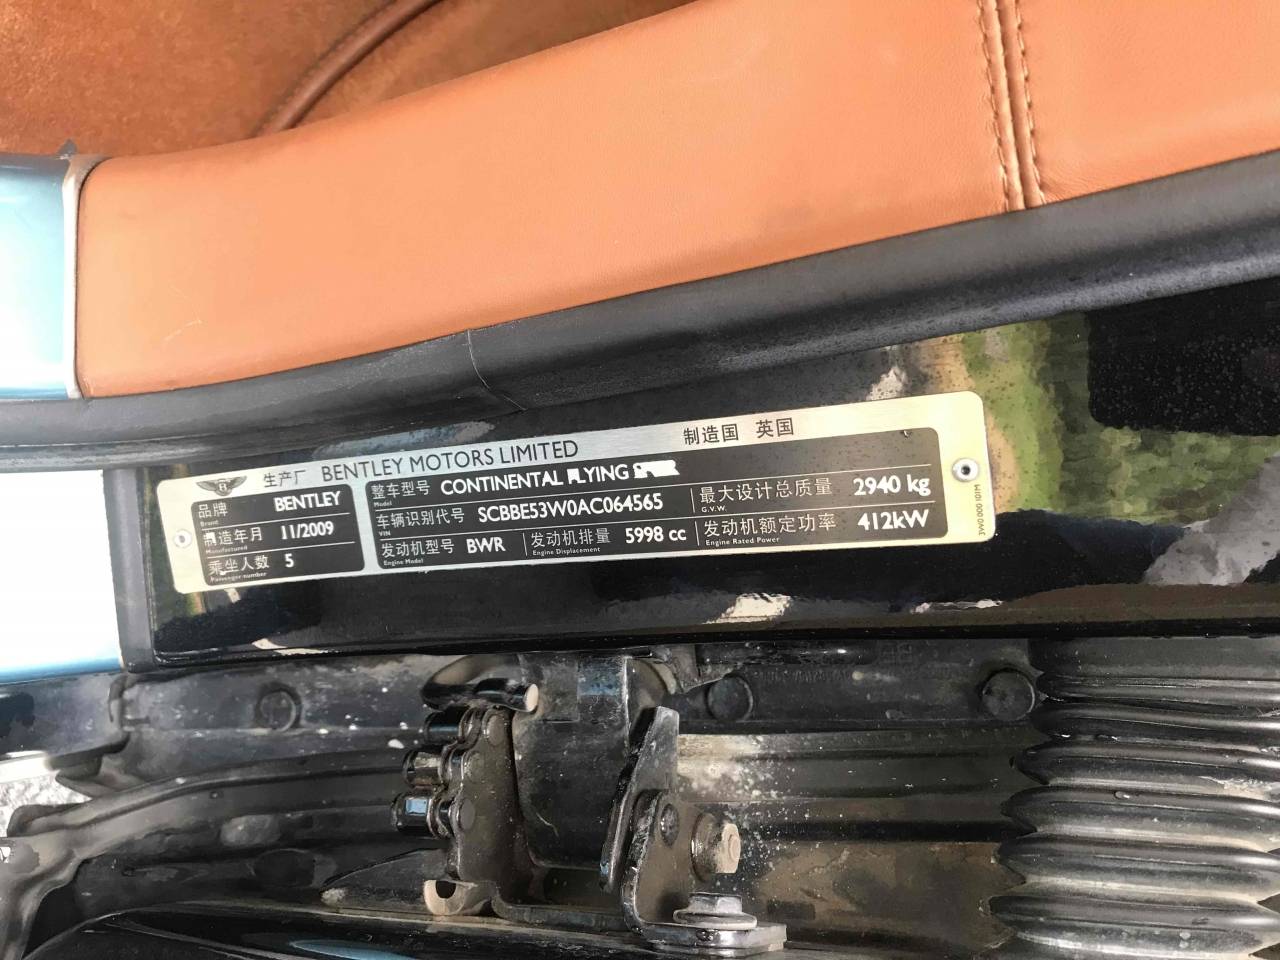 生产厂 BENTLEY MOTORS LIMITED 制造国 英国
品牌 BENTLEY
Brand
制造年月 11/2009
Manufactured
乘坐人数 5
Passenger number
整车型号 CONTINENTAL FLYING
Model
车辆识别代号 SCBBE53W0AC064565
VIN
最大设计总质量 2940 kg
G.V.W.
发动机型号 BWR
Engine Model
发动机排量 5998 cc
Engine Displacement
发动机额定功率 412kW
Engine Rated Power
3W0 000 101M